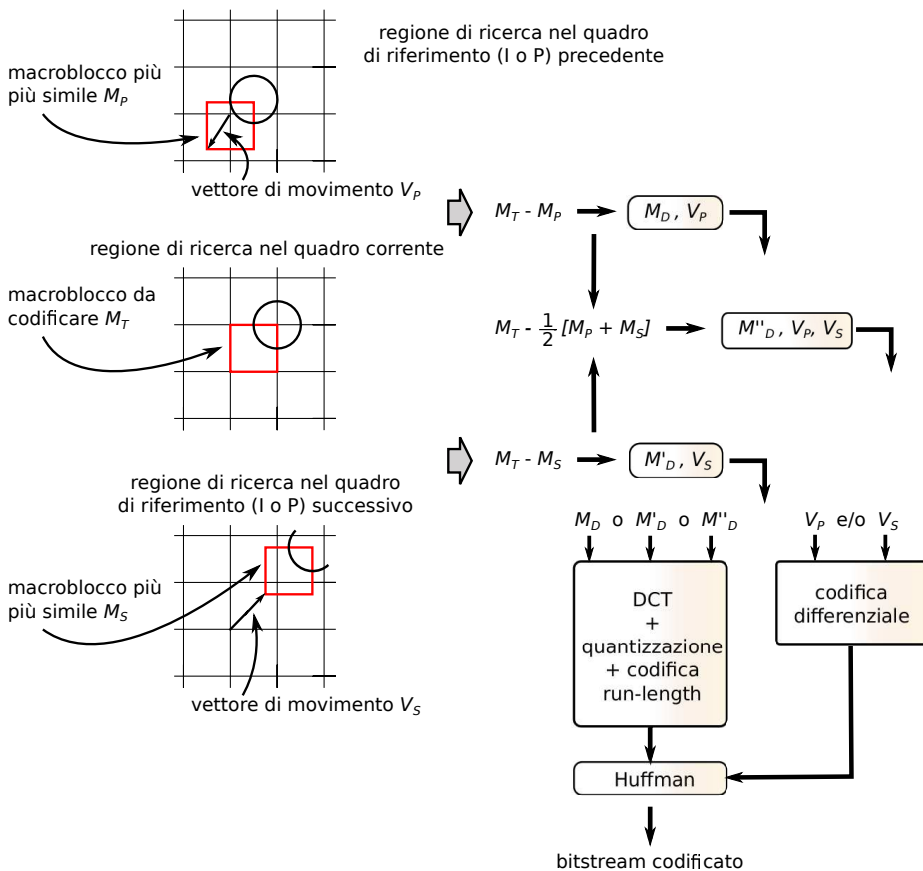 regione di ricerca nel quadro
di riferimento (I o P) precedente
macroblocco più
più simile M_P
vettore di movimento V_P
M_T - M_P
M_D , V_P
regione di ricerca nel quadro corrente
macroblocco da
codificare M_T
M_T - 1/2 [M_P + M_S]
M''_D, V_P, V_S
M_T - M_S
M'_D , V_S
regione di ricerca nel quadro
di riferimento (I o P) successivo
macroblocco più
più simile M_S
vettore di movimento V_S
M_D o M'_D o M''_D
V_P e/o V_S
DCT
+
quantizzazione
+ codifica
run-length
codifica
differenziale
Huffman
bitstream codificato